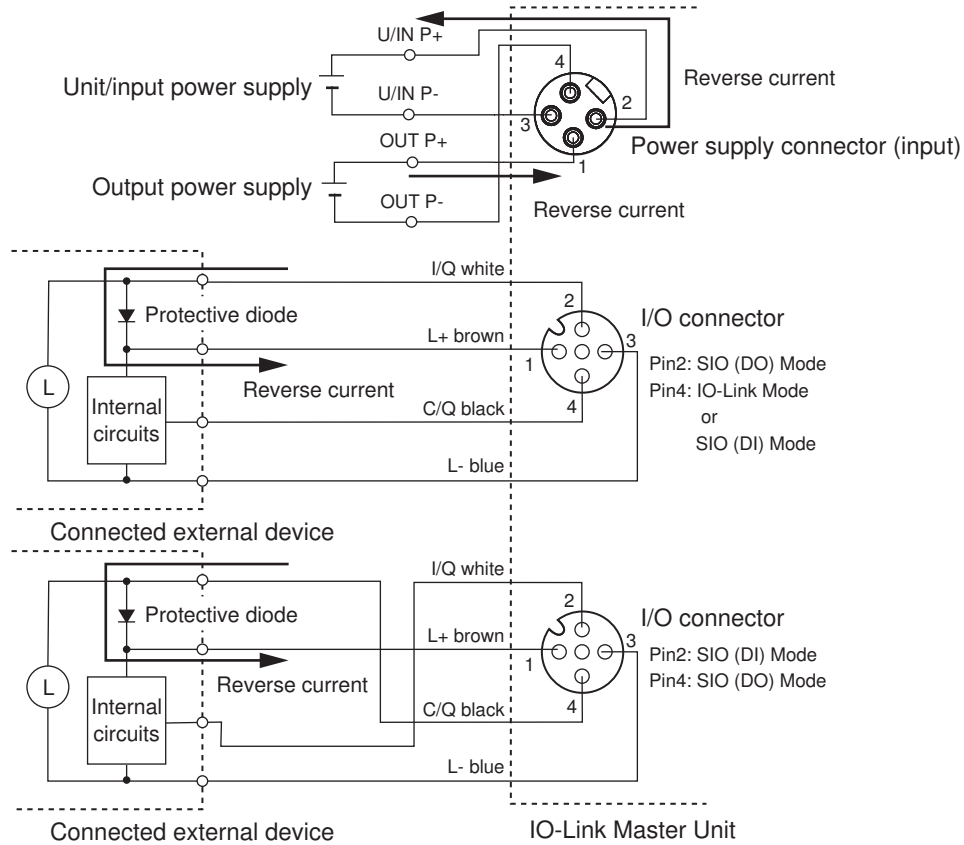 U/IN P+
Unit/input power supply
U/IN P-
4
2
3
1
Reverse current
Power supply connector (input)
OUT P+
Output power supply
OUT P-
Reverse current
I/Q white
Protective diode
L+ brown
Reverse current
L
Internal
circuits
C/Q black
L- blue
2
1
3
4
I/O connector
Pin2: SIO (DO) Mode
Pin4: IO-Link Mode
or
SIO (DI) Mode
Connected external device
I/Q white
Protective diode
L+ brown
Reverse current
L
Internal
circuits
C/Q black
L- blue
2
1
3
4
I/O connector
Pin2: SIO (DI) Mode
Pin4: SIO (DO) Mode
Connected external device
IO-Link Master Unit